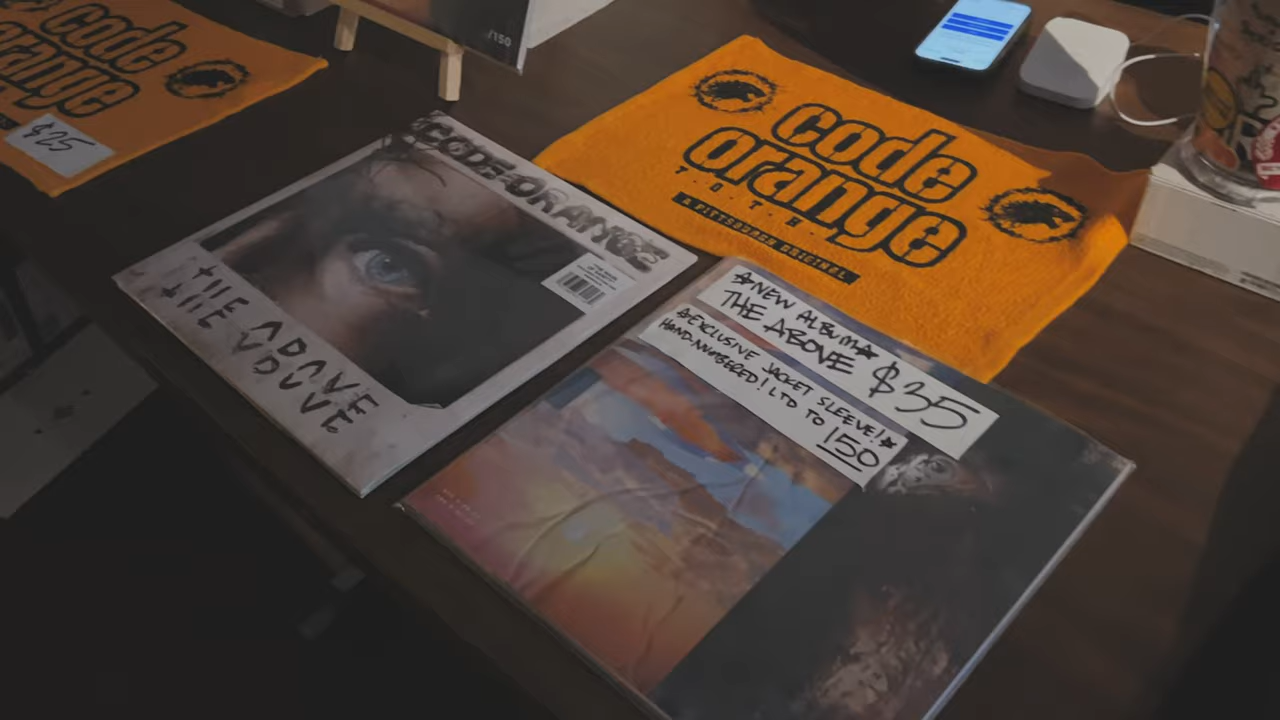 code
orange
$25
/150
code
orange
T · O · T · H
A PITTSBURGH ORIGINAL
CODE ORANGE
THE ABOVE
THE ABOVE
☆NEW ALBUM☆
THE ABOVE $35
☆EXCLUSIVE JACKET SLEEVE!☆
HAND-NUMBERED! LTD TO 150